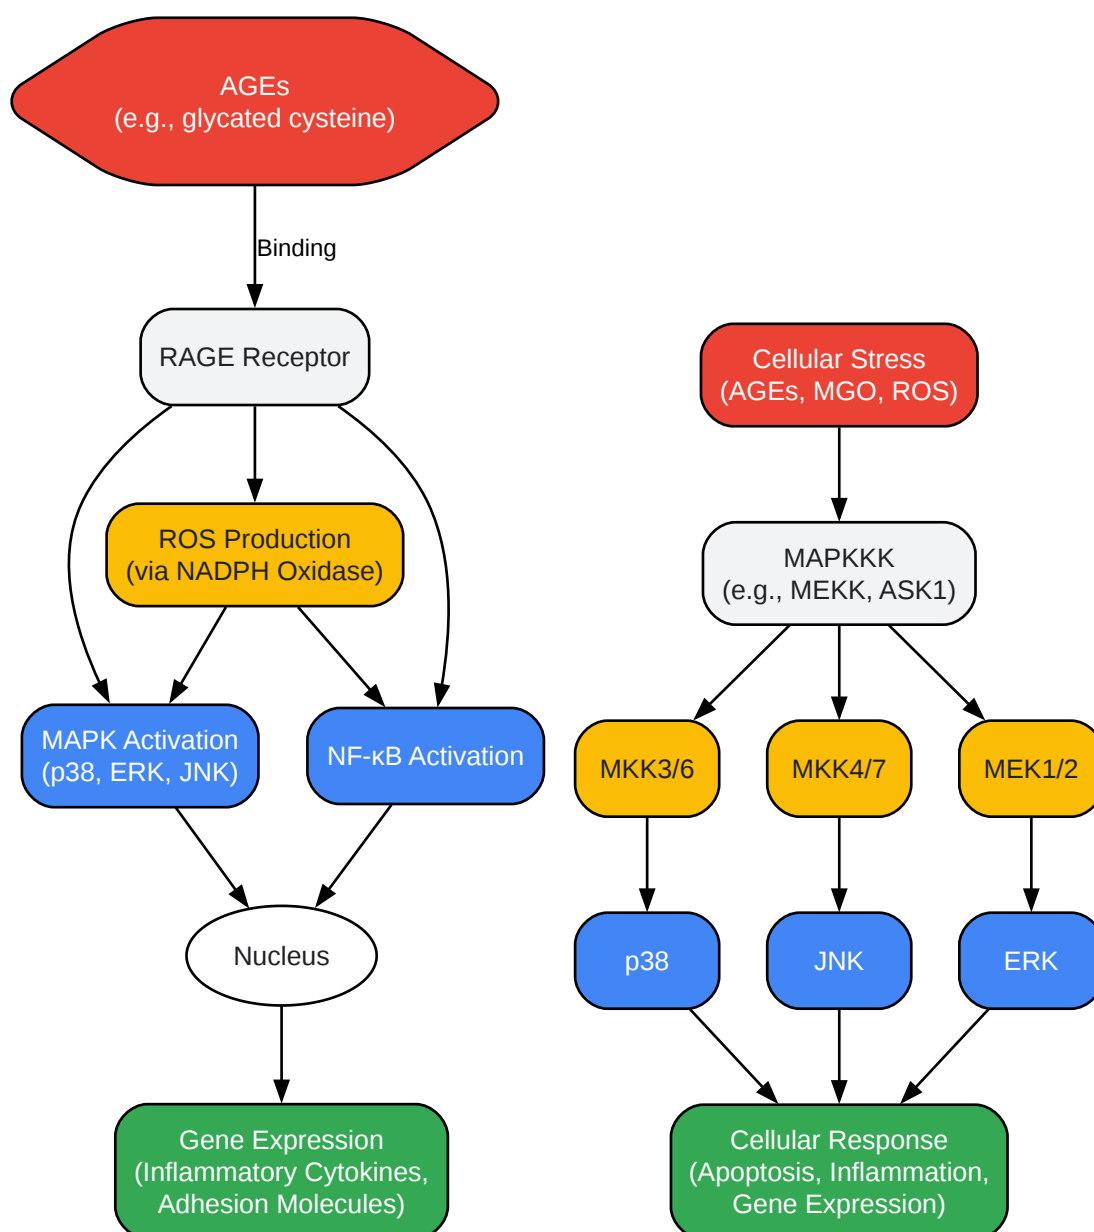 AGEs
(e.g., glycated cysteine)
Binding
RAGE Receptor
ROS Production
(via NADPH Oxidase)
MAPK Activation
(p38, ERK, JNK)
NF-κB Activation
Nucleus
Gene Expression
(Inflammatory Cytokines,
Adhesion Molecules)
Cellular Stress
(AGEs, MGO, ROS)
MAPKKK
(e.g., MEKK, ASK1)
MKK3/6
MKK4/7
MEK1/2
p38
JNK
ERK
Cellular Response
(Apoptosis, Inflammation,
Gene Expression)